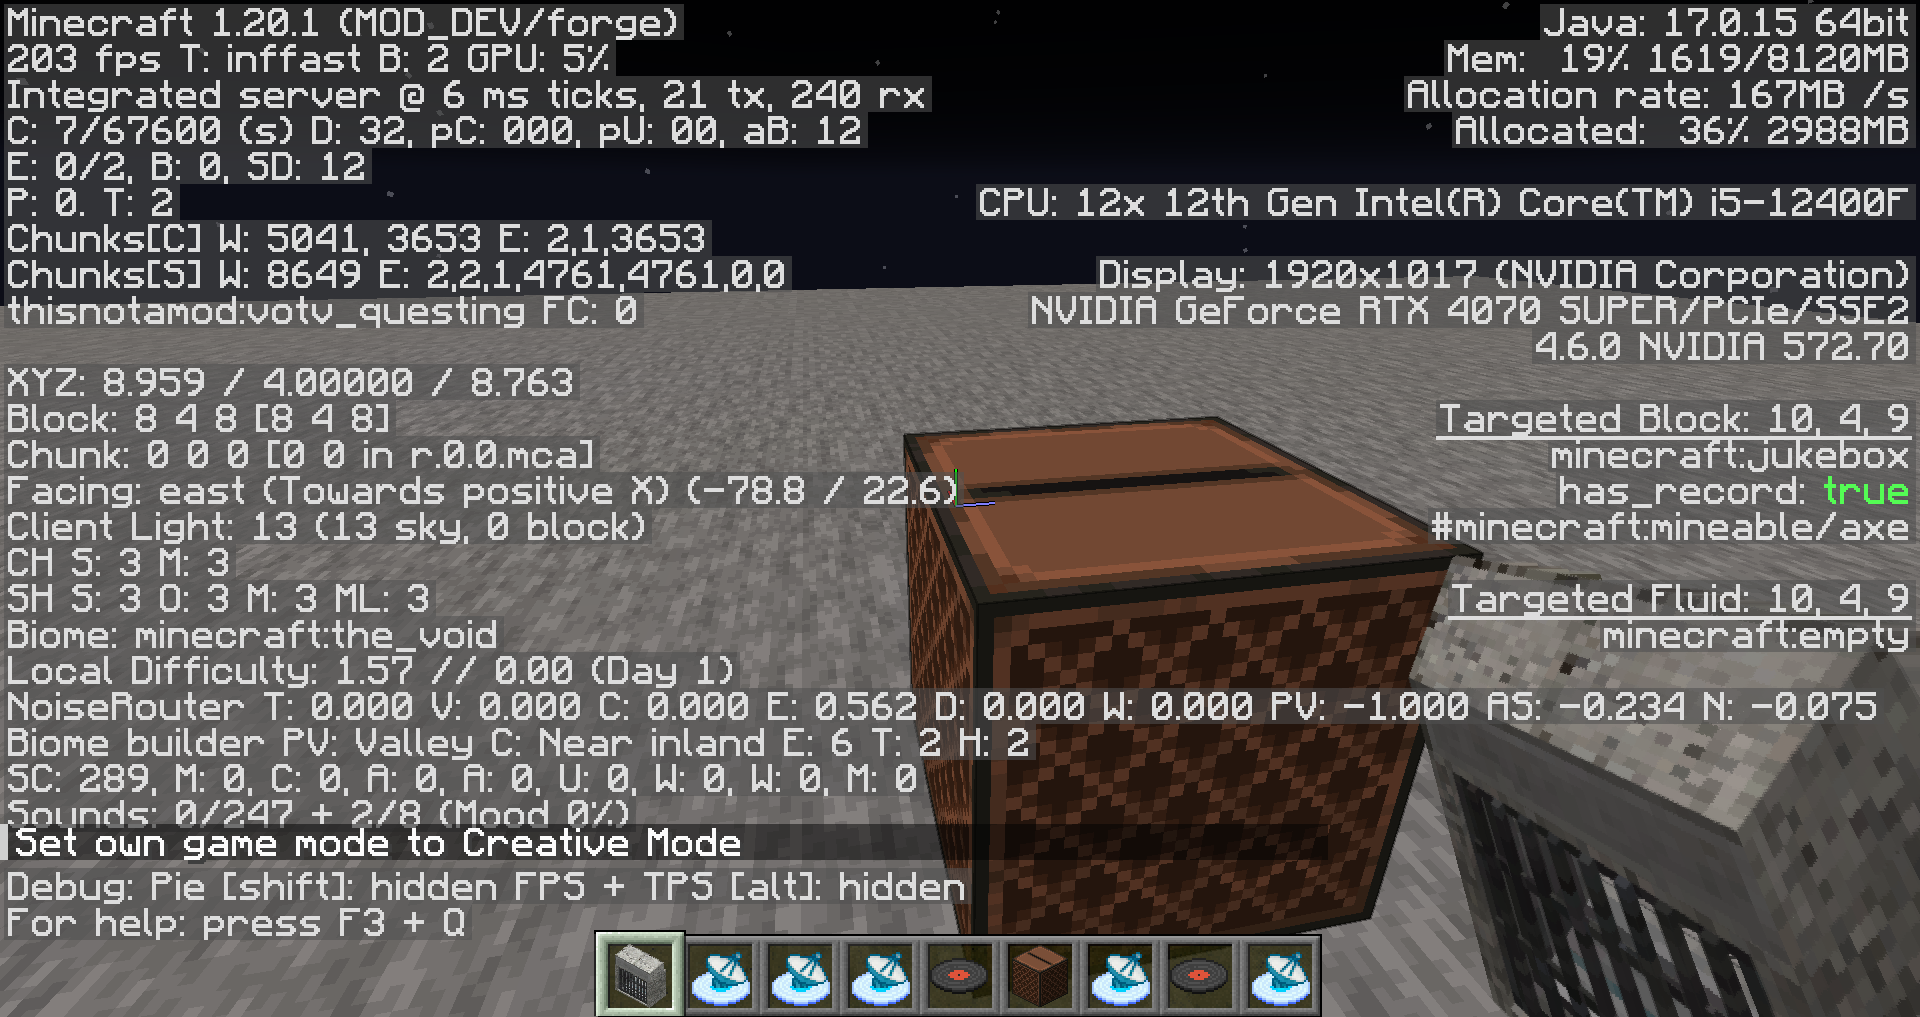 Minecraft 1.20.1 (MOD_DEV/forge)
203 fps T: inffast B: 2 GPU: 5%
Integrated server @ 6 ms ticks, 21 tx, 240 rx
C: 7/67600 (s) D: 32, pC: 000, pU: 00, aB: 12
E: 0/2, B: 0, SD: 12
P: 0. T: 2
Chunks[C] W: 5041, 3653 E: 2,1,3653
Chunks[S] W: 8649 E: 2,2,1,4761,4761,0,0
thisnotamod:votv_questing FC: 0
XYZ: 8.959 / 4.00000 / 8.763
Block: 8 4 8 [8 4 8]
Chunk: 0 0 0 [0 0 in r.0.0.mca]
Facing: east (Towards positive X) (-78.8 / 22.6)
Client Light: 13 (13 sky, 0 block)
CH S: 3 M: 3
SH S: 3 O: 3 M: 3 ML: 3
Biome: minecraft:the_void
Local Difficulty: 1.57 // 0.00 (Day 1)
NoiseRouter T: 0.000 V: 0.000 C: 0.000 E: 0.562 D: 0.000 W: 0.000 PV: -1.000 AS: -0.234 N: -0.075
Biome builder PV: Valley C: Near inland E: 6 T: 2 H: 2
SC: 289, M: 0, C: 0, A: 0, A: 0, U: 0, W: 0, W: 0, M: 0
Sounds: 0/247 + 2/8 (Mood 0%)
Set own game mode to Creative Mode
Debug: Pie [shift]: hidden FPS + TPS [alt]: hidden
For help: press F3 + Q
Java: 17.0.15 64bit
Mem: 19% 1619/8120MB
Allocation rate: 167MB /s
Allocated: 36% 2988MB
CPU: 12x 12th Gen Intel(R) Core(TM) i5-12400F
Display: 1920x1017 (NVIDIA Corporation)
NVIDIA GeForce RTX 4070 SUPER/PCIe/SSE2
4.6.0 NVIDIA 572.70
Targeted Block: 10, 4, 9
minecraft:jukebox
has_record: true
#minecraft:mineable/axe
Targeted Fluid: 10, 4, 9
minecraft:empty